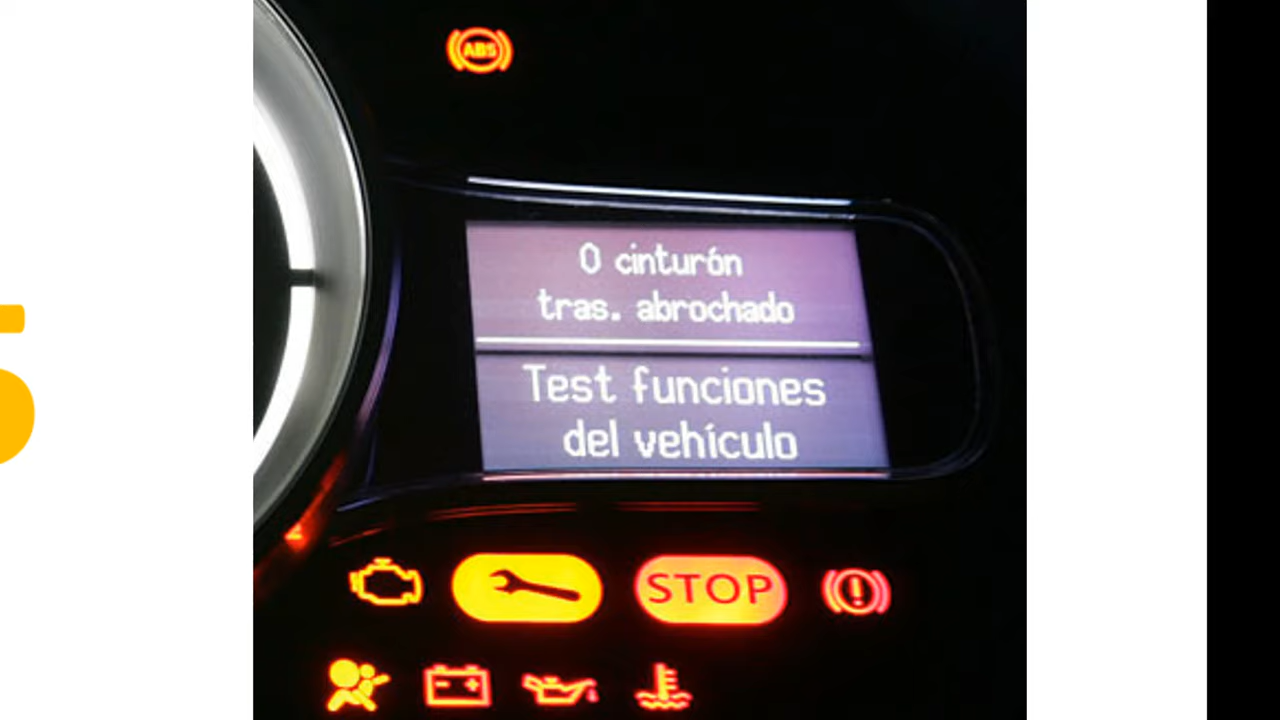 ABS
0 cinturón
tras. abrochado
Test funciones
del vehículo
STOP